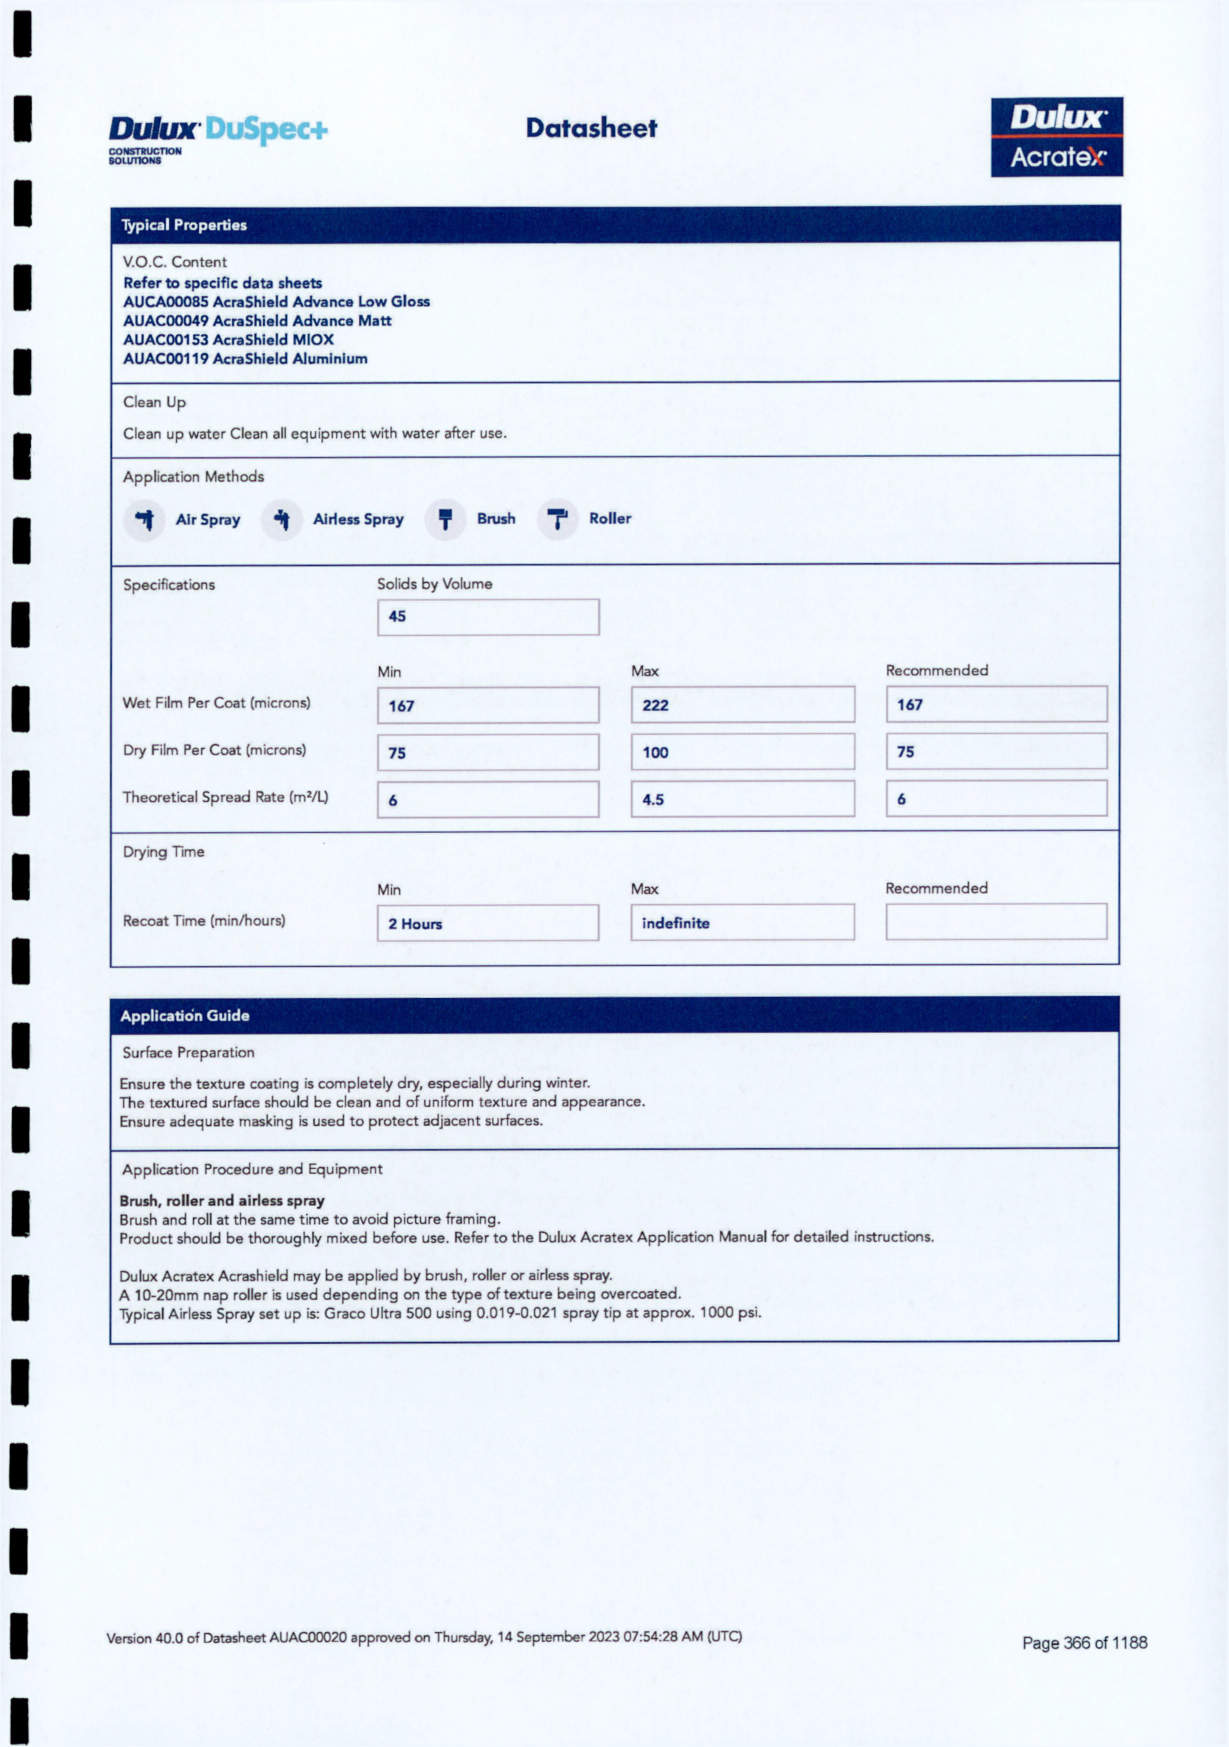 Dulux DuSpec+
CONSTRUCTION
SOLUTIONS
Datasheet
Dulux
Acratex
Typical Properties
V.O.C. Content
Refer to specific data sheets
AUCA00085 AcraShield Advance Low Gloss
AUAC00049 AcraShield Advance Matt
AUAC00153 AcraShield MIOX
AUAC00119 AcraShield Aluminium
Clean Up
Clean up water Clean all equipment with water after use.
Application Methods
Air Spray Airless Spray Brush Roller
Specifications Solids by Volume
45
Min Max Recommended
Wet Film Per Coat (microns) 167 222 167
Dry Film Per Coat (microns) 75 100 75
Theoretical Spread Rate (m²/L) 6 4.5 6
Drying Time
Min Max Recommended
Recoat Time (min/hours) 2 Hours indefinite
Application Guide
Surface Preparation
Ensure the texture coating is completely dry, especially during winter.
The textured surface should be clean and of uniform texture and appearance.
Ensure adequate masking is used to protect adjacent surfaces.
Application Procedure and Equipment
Brush, roller and airless spray
Brush and roll at the same time to avoid picture framing.
Product should be thoroughly mixed before use. Refer to the Dulux Acratex Application Manual for detailed instructions.
Dulux Acratex Acrashield may be applied by brush, roller or airless spray.
A 10-20mm nap roller is used depending on the type of texture being overcoated.
Typical Airless Spray set up is: Graco Ultra 500 using 0.019-0.021 spray tip at approx. 1000 psi.
Version 40.0 of Datasheet AUAC00020 approved on Thursday, 14 September 2023 07:54:28 AM (UTC)
Page 366 of 1188